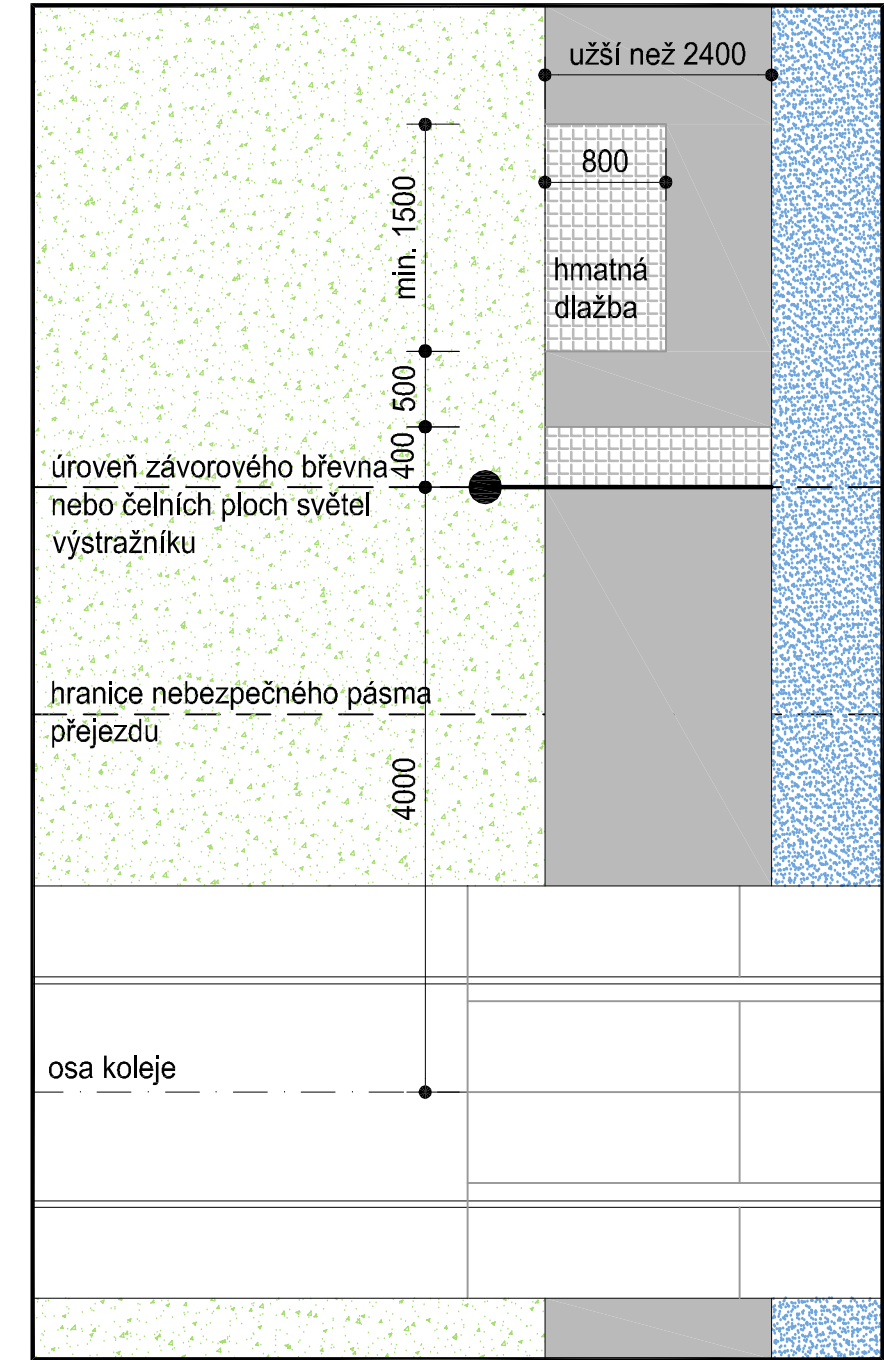 užší než 2400
800
min. 1500
hmatná
dlažba
500
400
úroveň závorového břevna
nebo čelních ploch světel
výstražníku
hranice nebezpečného pásma
přejezdu
4000
osa koleje